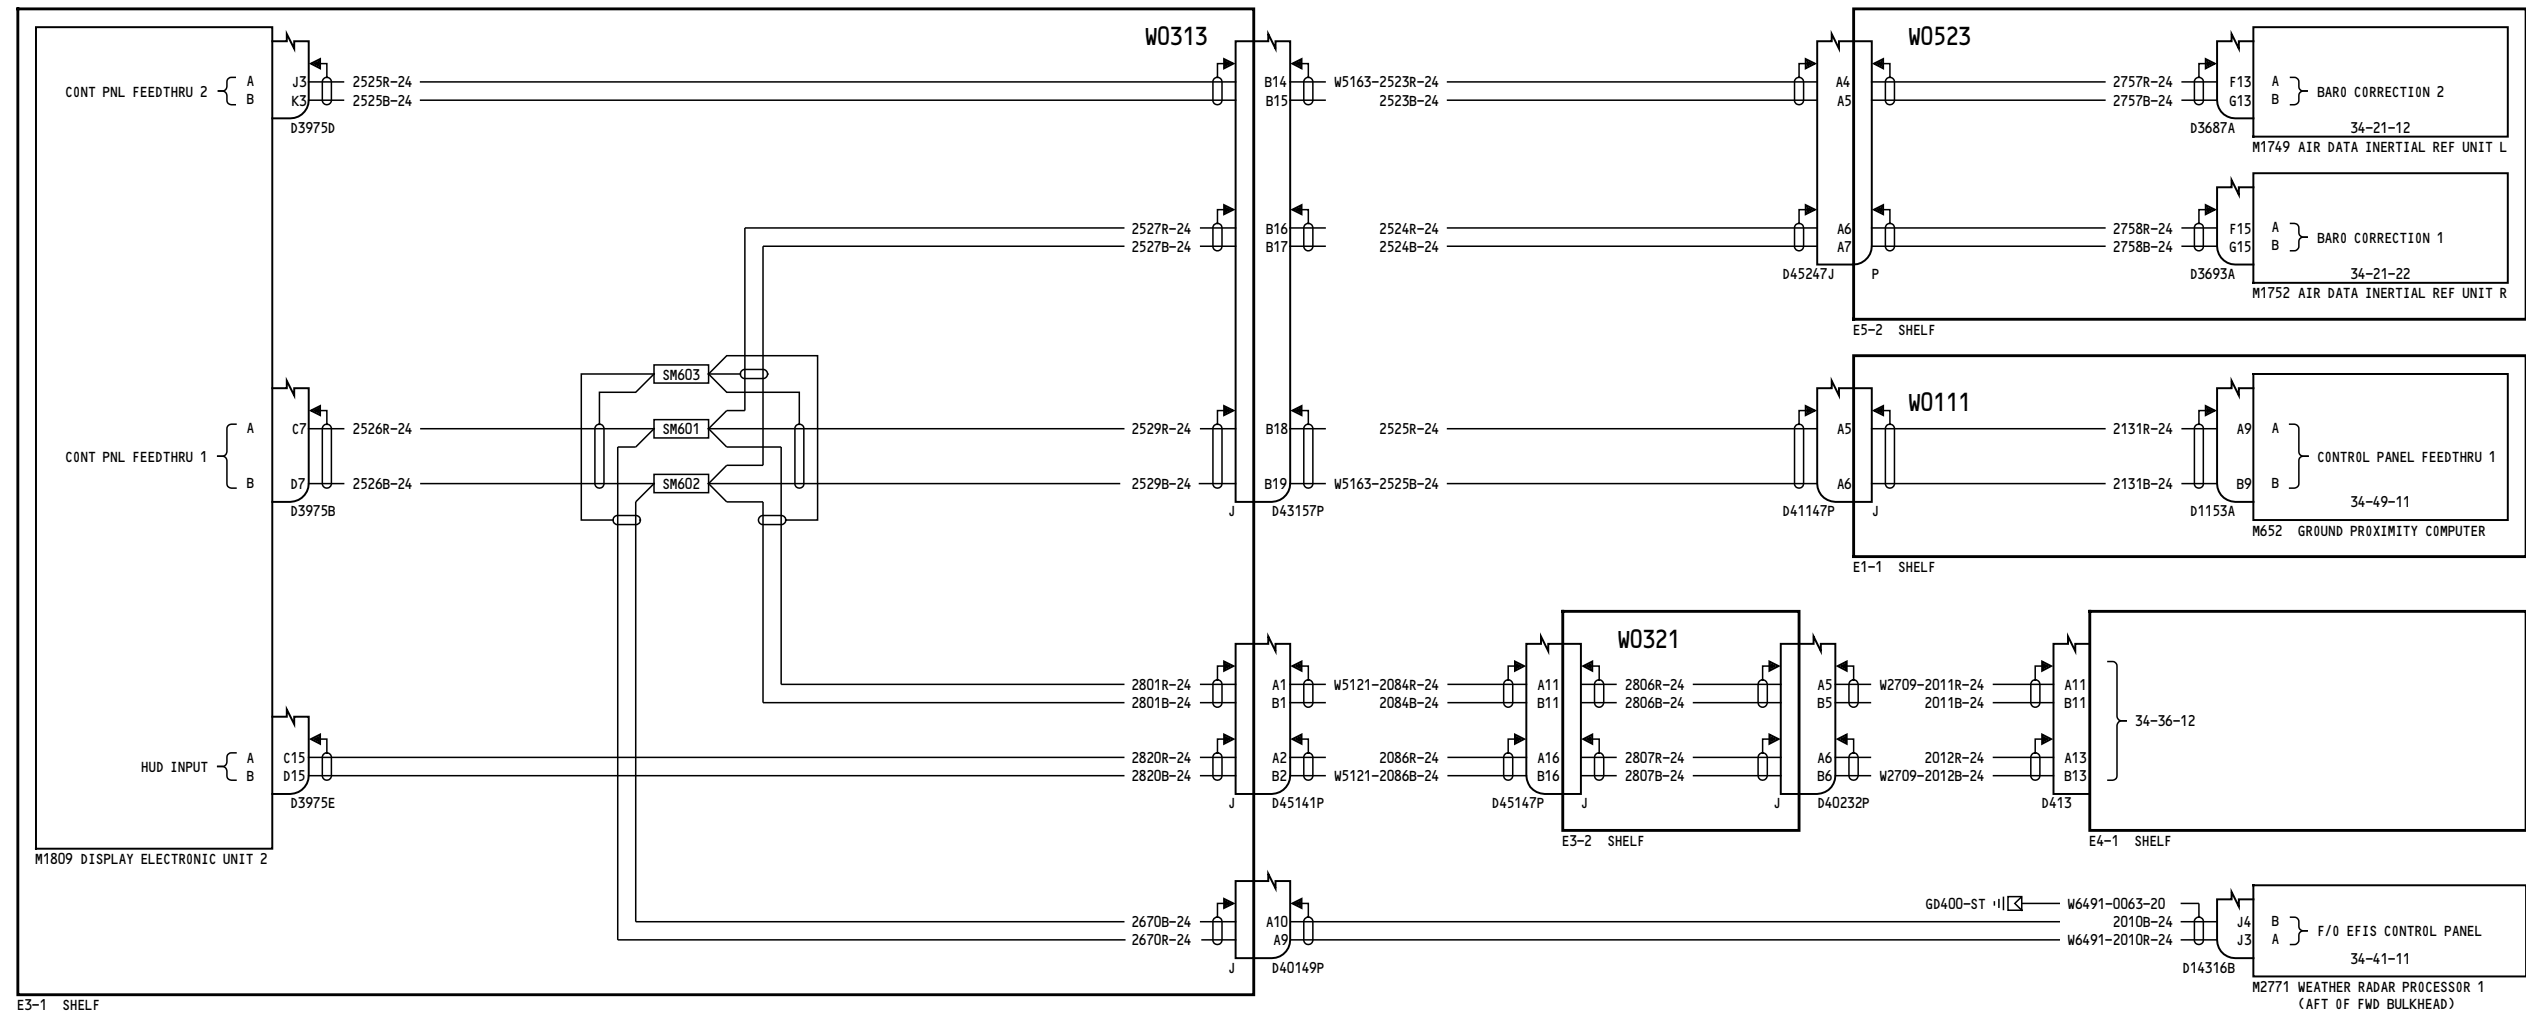 W0313
W0523
CONT PNL FEEDTHRU 2
A J3 2525R-24 B14 W5163-2523R-24 A4 2757R-24 F13 A
B K3 2525B-24 B15 2523B-24 A5 2757B-24 G13 B
BARO CORRECTION 2
D3975D
D3687A
34-21-12
M1749 AIR DATA INERTIAL REF UNIT L
2527R-24 B16 2524R-24 A6 2758R-24 F15 A
2527B-24 B17 2524B-24 A7 2758B-24 G15 B
BARO CORRECTION 1
D45247J P
D3693A
34-21-22
M1752 AIR DATA INERTIAL REF UNIT R
E5-2 SHELF
SM603
W0111
A C7 2526R-24 SM601 2529R-24 B18 2525R-24 A5 2131R-24 A9 A
CONT PNL FEEDTHRU 1
CONTROL PANEL FEEDTHRU 1
B D7 2526B-24 SM602 2529B-24 B19 W5163-2525B-24 A6 2131B-24 B9 B
34-49-11
D3975B
J D43157P
D41147P J
D1153A
M652 GROUND PROXIMITY COMPUTER
E1-1 SHELF
W0321
2801R-24 A1 W5121-2084R-24 A11 2806R-24 A5 W2709-2011R-24 A11
2801B-24 B1 2084B-24 B11 2806B-24 B5 2011B-24 B11
34-36-12
HUD INPUT
A C15 2820R-24 A2 2086R-24 A16 2807R-24 A6 2012R-24 A13
B D15 2820B-24 B2 W5121-2086B-24 B16 2807B-24 B6 W2709-2012B-24 B13
D3975E
J D45141P
D45147P J
J D40232P
D413
E3-2 SHELF
E4-1 SHELF
M1809 DISPLAY ELECTRONIC UNIT 2
GD400-ST W6491-0063-20
2670B-24 A10 2010B-24 J4 B
2670R-24 A9 W6491-2010R-24 J3 A
F/O EFIS CONTROL PANEL
34-41-11
J D40149P
D14316B
M2771 WEATHER RADAR PROCESSOR 1
(AFT OF FWD BULKHEAD)
E3-1 SHELF